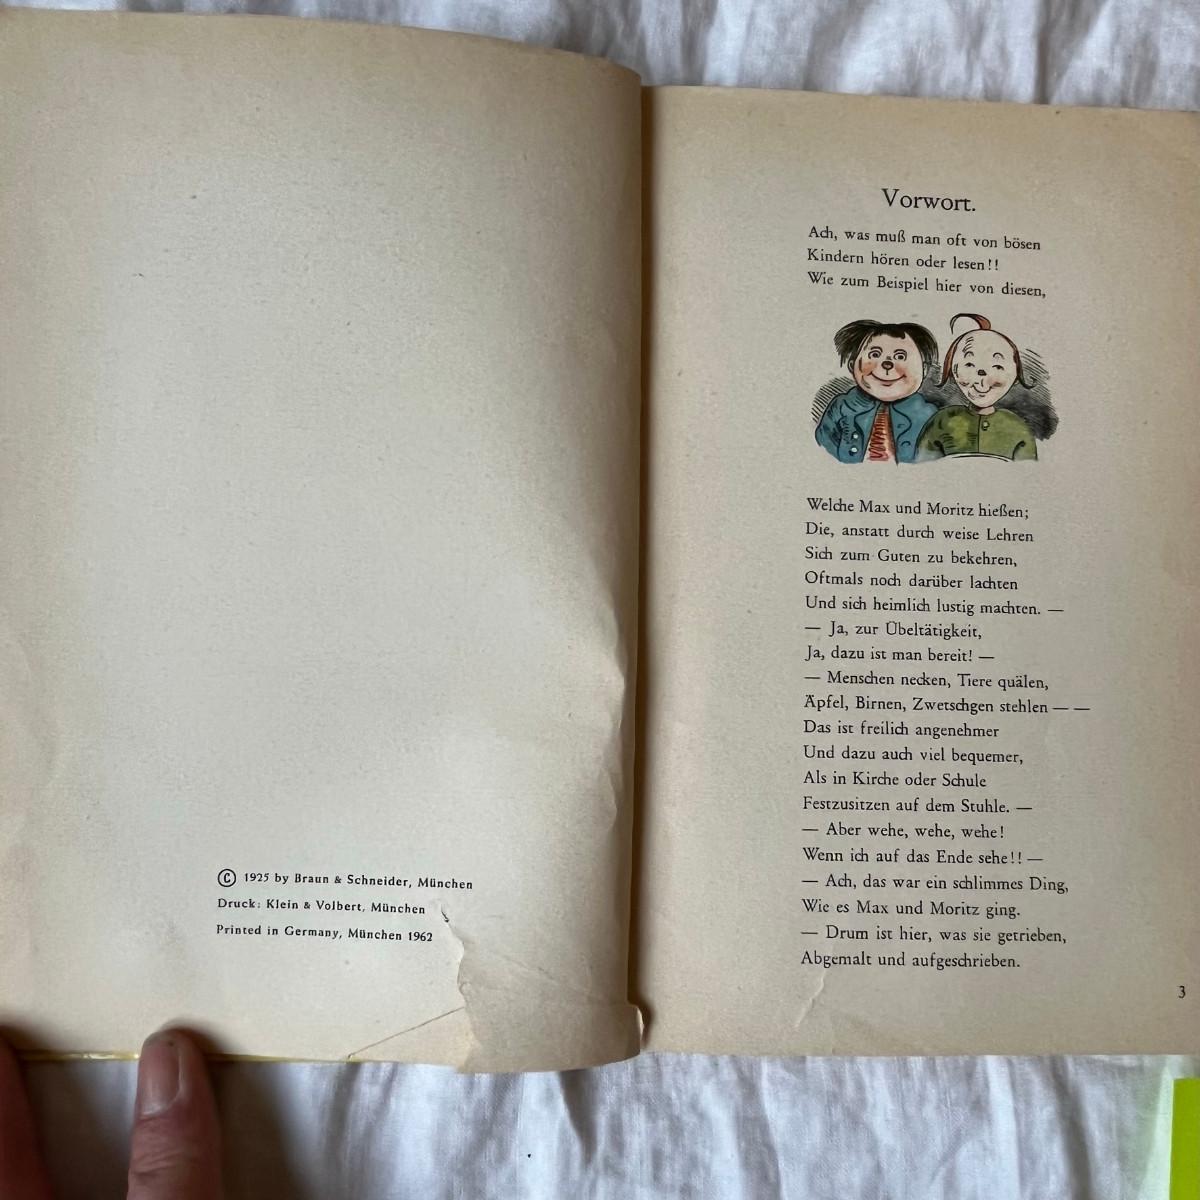 © 1925 by Braun & Schneider, München
Druck: Klein & Volbert, München
Printed in Germany, München 1962
Vorwort.
Ach, was muß man oft von bösen
Kindern hören oder lesen!!
Wie zum Beispiel hier von diesen,
Welche Max und Moritz hießen;
Die, anstatt durch weise Lehren
Sich zum Guten zu bekehren,
Oftmals noch darüber lachten
Und sich heimlich lustig machten. —
— Ja, zur Übeltätigkeit,
Ja, dazu ist man bereit! —
— Menschen necken, Tiere quälen,
Äpfel, Birnen, Zwetschgen stehlen — —
Das ist freilich angenehmer
Und dazu auch viel bequemer,
Als in Kirche oder Schule
Festzusitzen auf dem Stuhle. —
— Aber wehe, wehe, wehe!
Wenn ich auf das Ende sehe!! —
— Ach, das war ein schlimmes Ding,
Wie es Max und Moritz ging.
— Drum ist hier, was sie getrieben,
Abgemalt und aufgeschrieben.
3